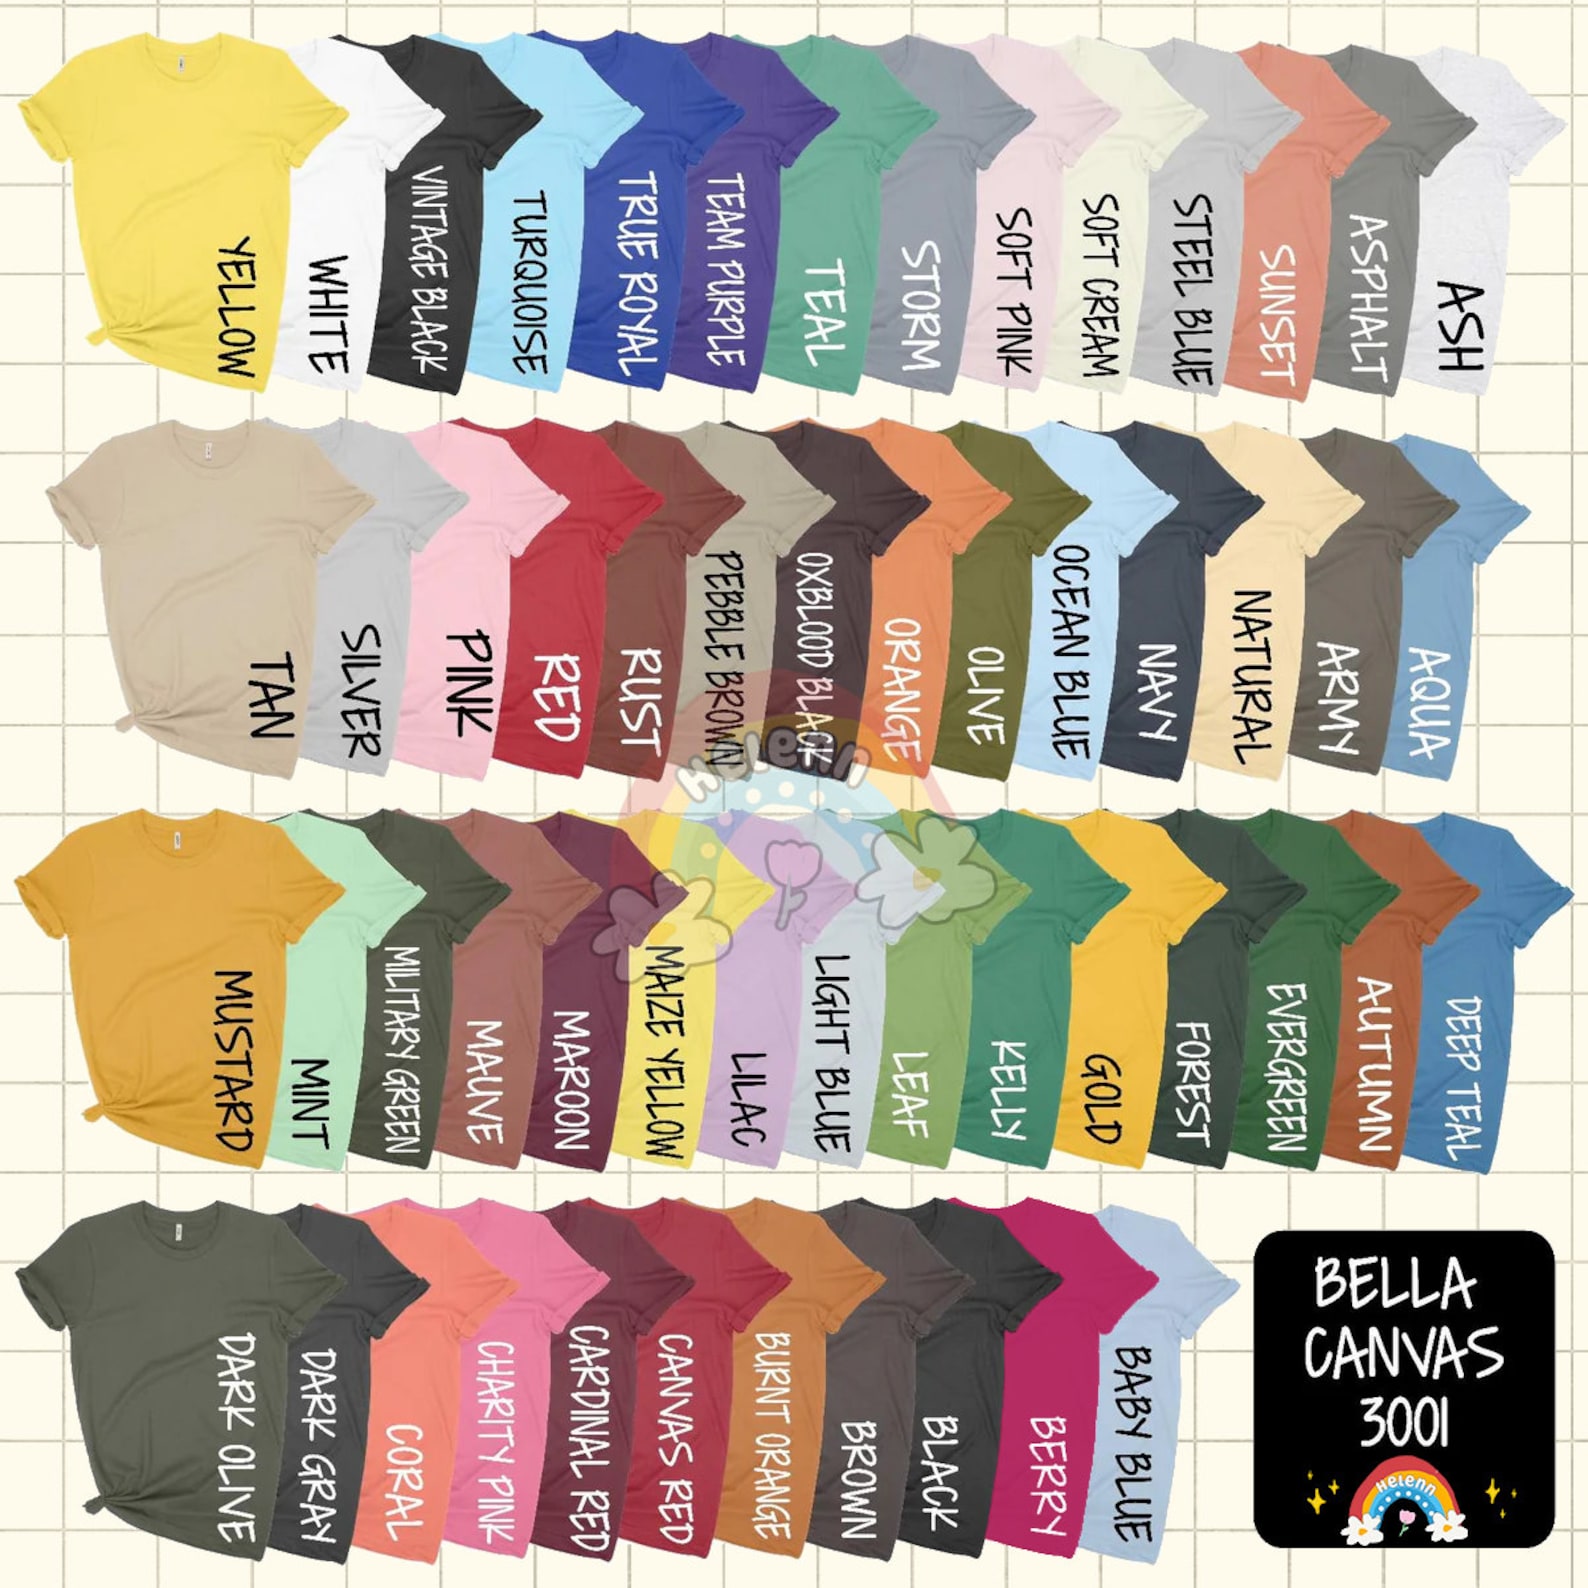 YELLOW
WHITE
VINTAGE BLACK
TURQUOISE
TRUE ROYAL
TEAM PURPLE
TEAL
STORM
SOFT PINK
SOFT CREAM
STEEL BLUE
SUNSET
ASPHALT
ASH
TAN
SILVER
PINK
RED
RUST
PEBBLE BROWN
OXBLOOD BLACK
ORANGE
OLIVE
OCEAN BLUE
NAVY
NATURAL
ARMY
AQUA
Helenn
MUSTARD
MINT
MILITARY GREEN
MAUVE
MAROON
MAIZE YELLOW
LILAC
LIGHT BLUE
LEAF
KELLY
GOLD
FOREST
EVERGREEN
AUTUMN
DEEP TEAL
DARK OLIVE
DARK GRAY
CORAL
CHARITY PINK
CARDINAL RED
CANVAS RED
BURNT ORANGE
BROWN
BLACK
BERRY
BABY BLUE
BELLA
CANVAS
3001
Helenn